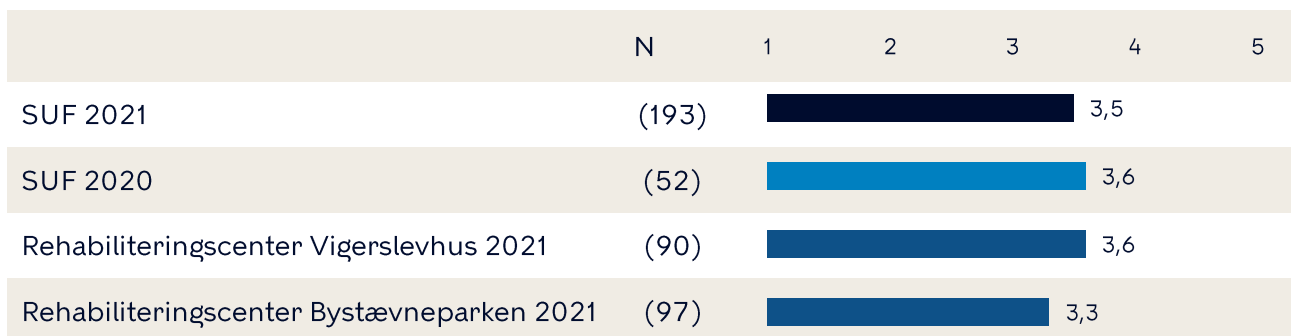 N 1 2 3 4 5
SUF 2021 (193) 3,5
SUF 2020 (52) 3,6
Rehabiliteringscenter Vigerslevhus 2021 (90) 3,6
Rehabiliteringscenter Bystævneparken 2021 (97) 3,3